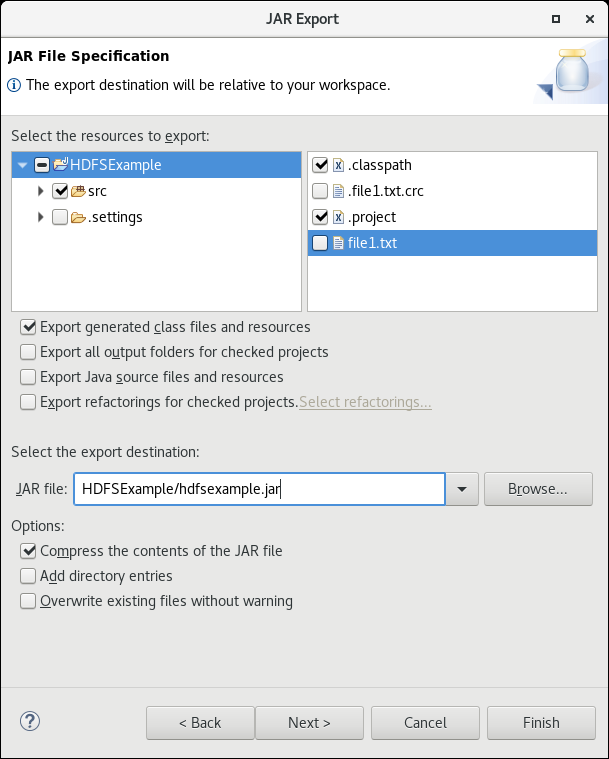 JAR Export
JAR File Specification
The export destination will be relative to your workspace.
Select the resources to export:
HDFSExample
src
.settings
.classpath
.file1.txt.crc
.project
file1.txt
Export generated class files and resources
Export all output folders for checked projects
Export Java source files and resources
Export refactorings for checked projects. Select refactorings...
Select the export destination:
JAR file: HDFSExample/hdfsexample.jar Browse...
Options:
Compress the contents of the JAR file
Add directory entries
Overwrite existing files without warning
< Back Next > Cancel Finish